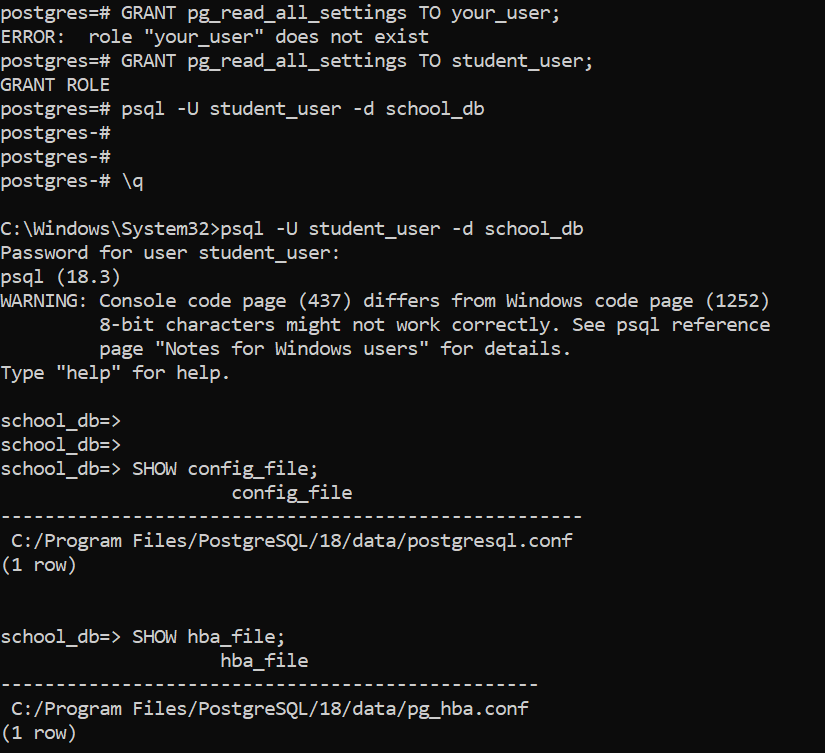 postgres=# GRANT pg_read_all_settings TO your_user;
ERROR:  role "your_user" does not exist
postgres=# GRANT pg_read_all_settings TO student_user;
GRANT ROLE
postgres=# psql -U student_user -d school_db
postgres-#
postgres-#
postgres-# \q
C:\Windows\System32>psql -U student_user -d school_db
Password for user student_user:
psql (18.3)
WARNING: Console code page (437) differs from Windows code page (1252)
         8-bit characters might not work correctly. See psql reference
         page "Notes for Windows users" for details.
Type "help" for help.
school_db=>
school_db=>
school_db=> SHOW config_file;
                     config_file
-----------------------------------------------------
 C:/Program Files/PostgreSQL/18/data/postgresql.conf
(1 row)
school_db=> SHOW hba_file;
                    hba_file
-------------------------------------------------
 C:/Program Files/PostgreSQL/18/data/pg_hba.conf
(1 row)